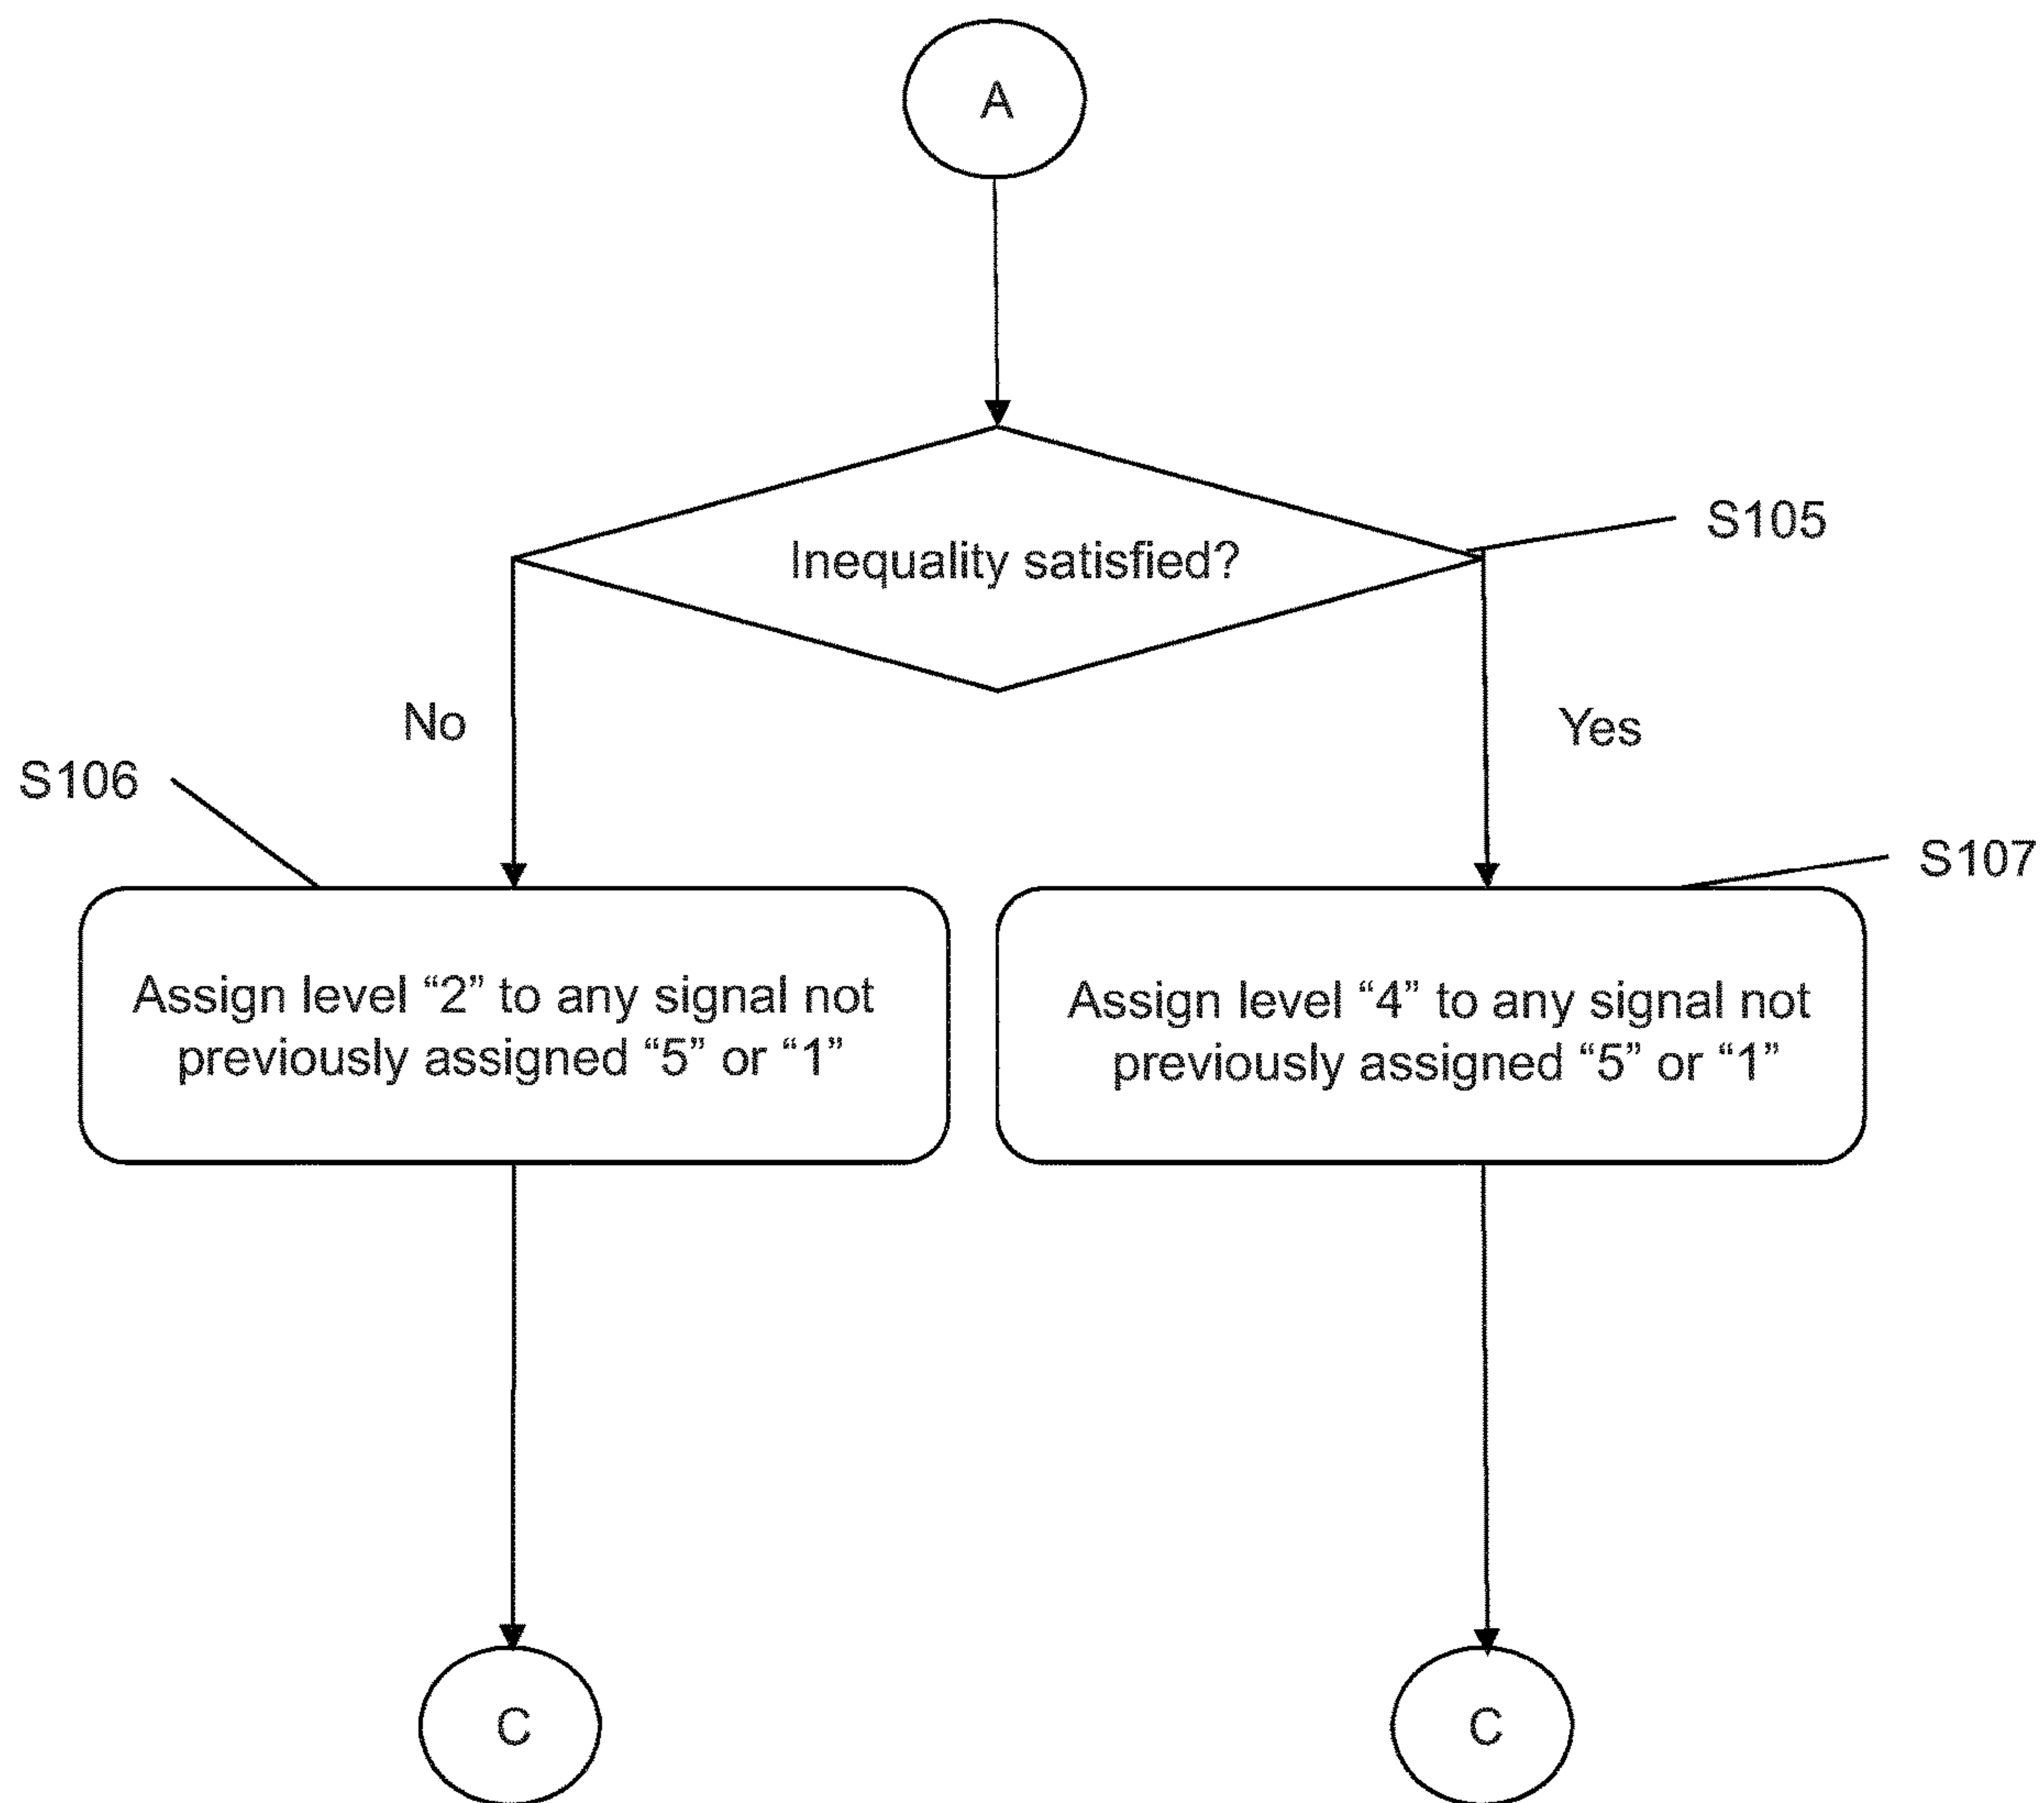 A
S105
Inequality satisfied?
No
Yes
S106
S107
Assign level “2” to any signal not
previously assigned “5” or “1”
Assign level “4” to any signal not
previously assigned “5” or “1”
C
C